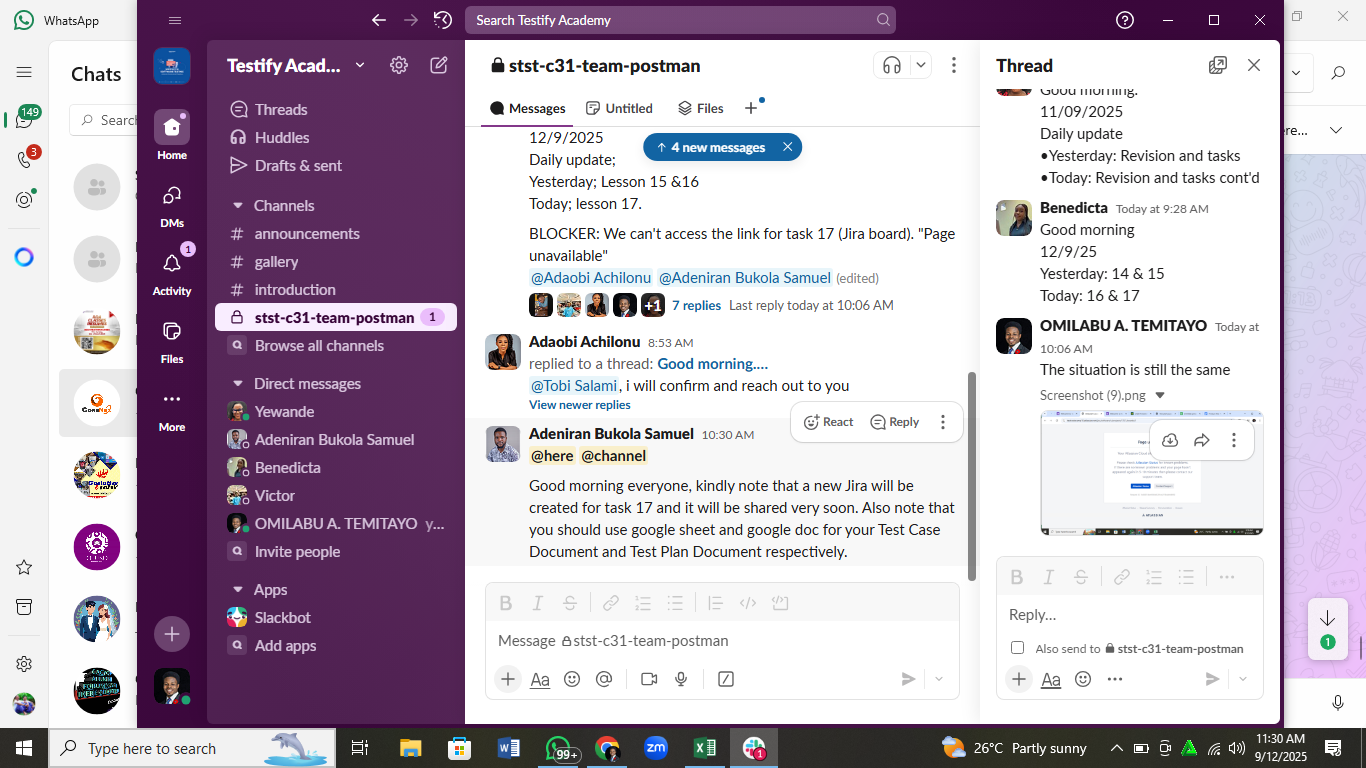 WhatsApp
Search Testify Academy
Chats
149
3
Home
DMs
1
Activity
Files
More
Testify Acad...
Threads
Huddles
Drafts & sent
Channels
# announcements
# gallery
# introduction
stst-c31-team-postman 1
Browse all channels
Direct messages
Yewande
Adeniran Bukola Samuel
Benedicta
Victor
OMILABU A. TEMITAYO y...
Invite people
Apps
Slackbot
Add apps
stst-c31-team-postman
Messages Untitled Files
4 new messages
12/9/2025
Daily update;
Yesterday; Lesson 15 &16
Today; lesson 17.
BLOCKER: We can't access the link for task 17 (Jira board). "Page
unavailable"
@Adaobi Achilonu @Adeniran Bukola Samuel (edited)
+1 7 replies Last reply today at 10:06 AM
Adaobi Achilonu 8:53 AM
replied to a thread: Good morning....
@Tobi Salami, i will confirm and reach out to you
View newer replies
React Reply
Adeniran Bukola Samuel 10:30 AM
@here @channel
Good morning everyone, kindly note that a new Jira will be
created for task 17 and it will be shared very soon. Also note that
you should use google sheet and google doc for your Test Case
Document and Test Plan Document respectively.
Message stst-c31-team-postman
Thread
Good morning.
11/09/2025
Daily update
•Yesterday: Revision and tasks
•Today: Revision and tasks cont'd
Benedicta Today at 9:28 AM
Good morning
12/9/25
Yesterday: 14 & 15
Today: 16 & 17
OMILABU A. TEMITAYO Today at
10:06 AM
The situation is still the same
Screenshot (9).png
Reply...
Also send to stst-c31-team-postman
1
Type here to search
99+
zm
1
26°C Partly sunny
11:30 AM
9/12/2025